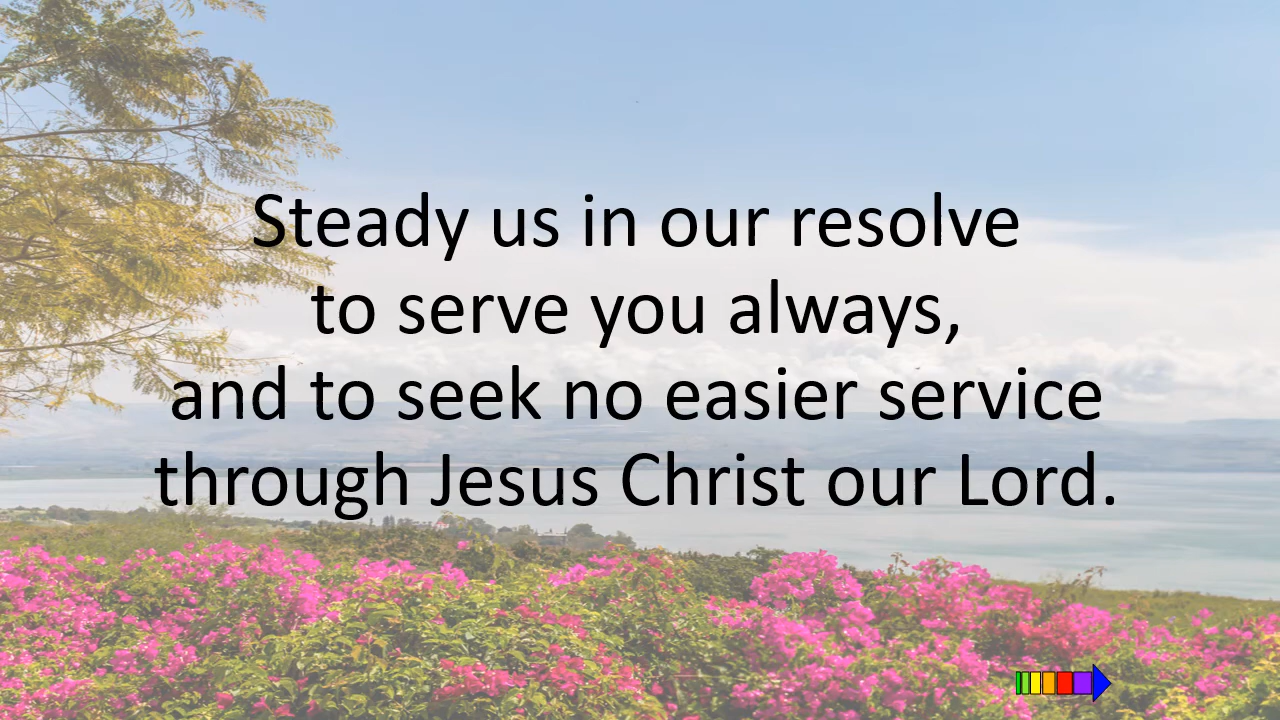 Steady us in our resolve
to serve you always,
and to seek no easier service
through Jesus Christ our Lord.